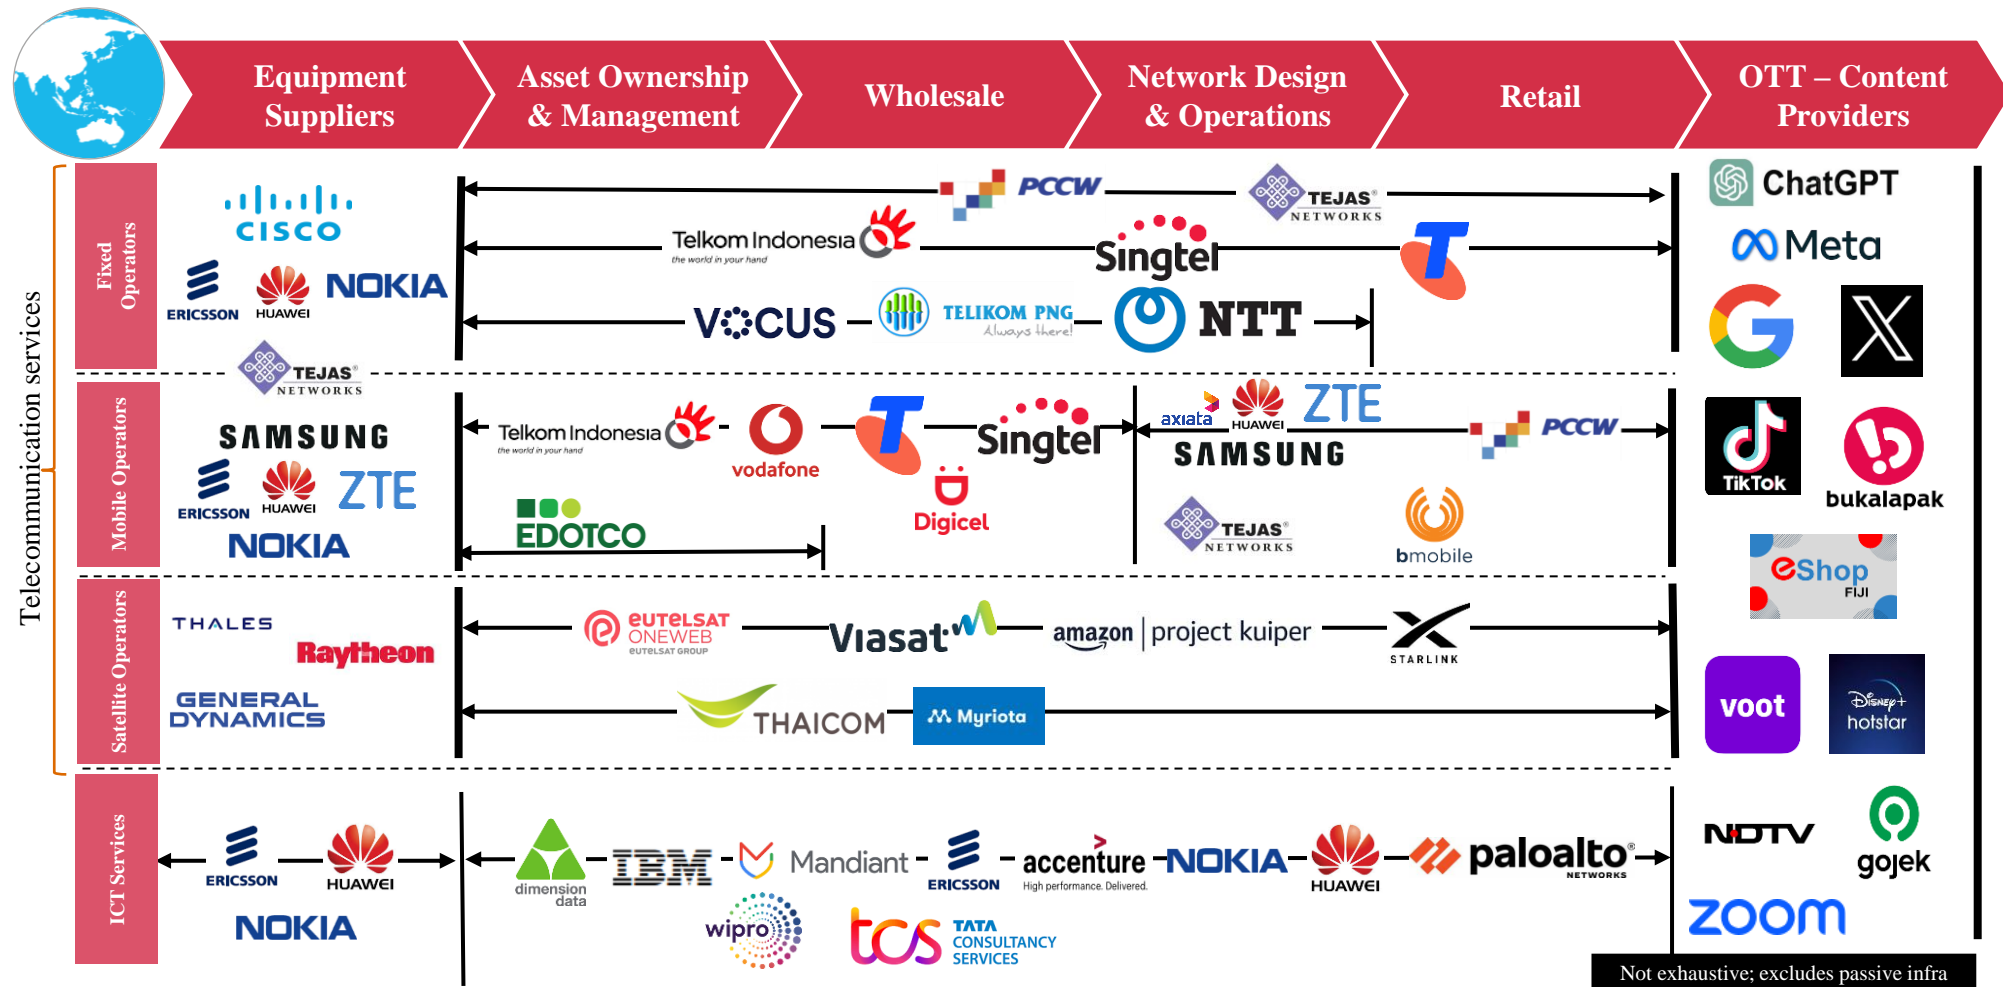 Equipment
Suppliers
Asset Ownership
& Management
Wholesale
Network Design
& Operations
Retail
OTT – Content
Providers
Telecommunication services
Fixed
Operators
CISCO
ERICSSON
HUAWEI
NOKIA
PCCW
TEJAS®
NETWORKS
Telkom Indonesia
the world in your hand
Singtel
T
VOCUS
TELIKOM PNG
Always there!
NTT
TEJAS®
NETWORKS
Mobile Operators
SAMSUNG
ERICSSON
HUAWEI
ZTE
NOKIA
Telkom Indonesia
the world in your hand
vodafone
T
Singtel
Digicel
EDOTCO
axiata
HUAWEI
ZTE
SAMSUNG
PCCW
TEJAS®
NETWORKS
bmobile
Satellite Operators
THALES
Raytheon
GENERAL
DYNAMICS
eutelsat
ONEWEB
EUTELSAT GROUP
Viasat
amazon | project kuiper
STARLINK
THAICOM
Myriota
ICT Services
ERICSSON
HUAWEI
NOKIA
dimension
data
IBM
Mandiant
ERICSSON
accenture
High performance. Delivered.
NOKIA
HUAWEI
paloalto®
NETWORKS
wipro
tcs
TATA
CONSULTANCY
SERVICES
ChatGPT
Meta
G
X
TikTok
bukalapak
eShop
FIJI
voot
Disney+
hotstar
NDTV
gojek
zoom
Not exhaustive; excludes passive infra